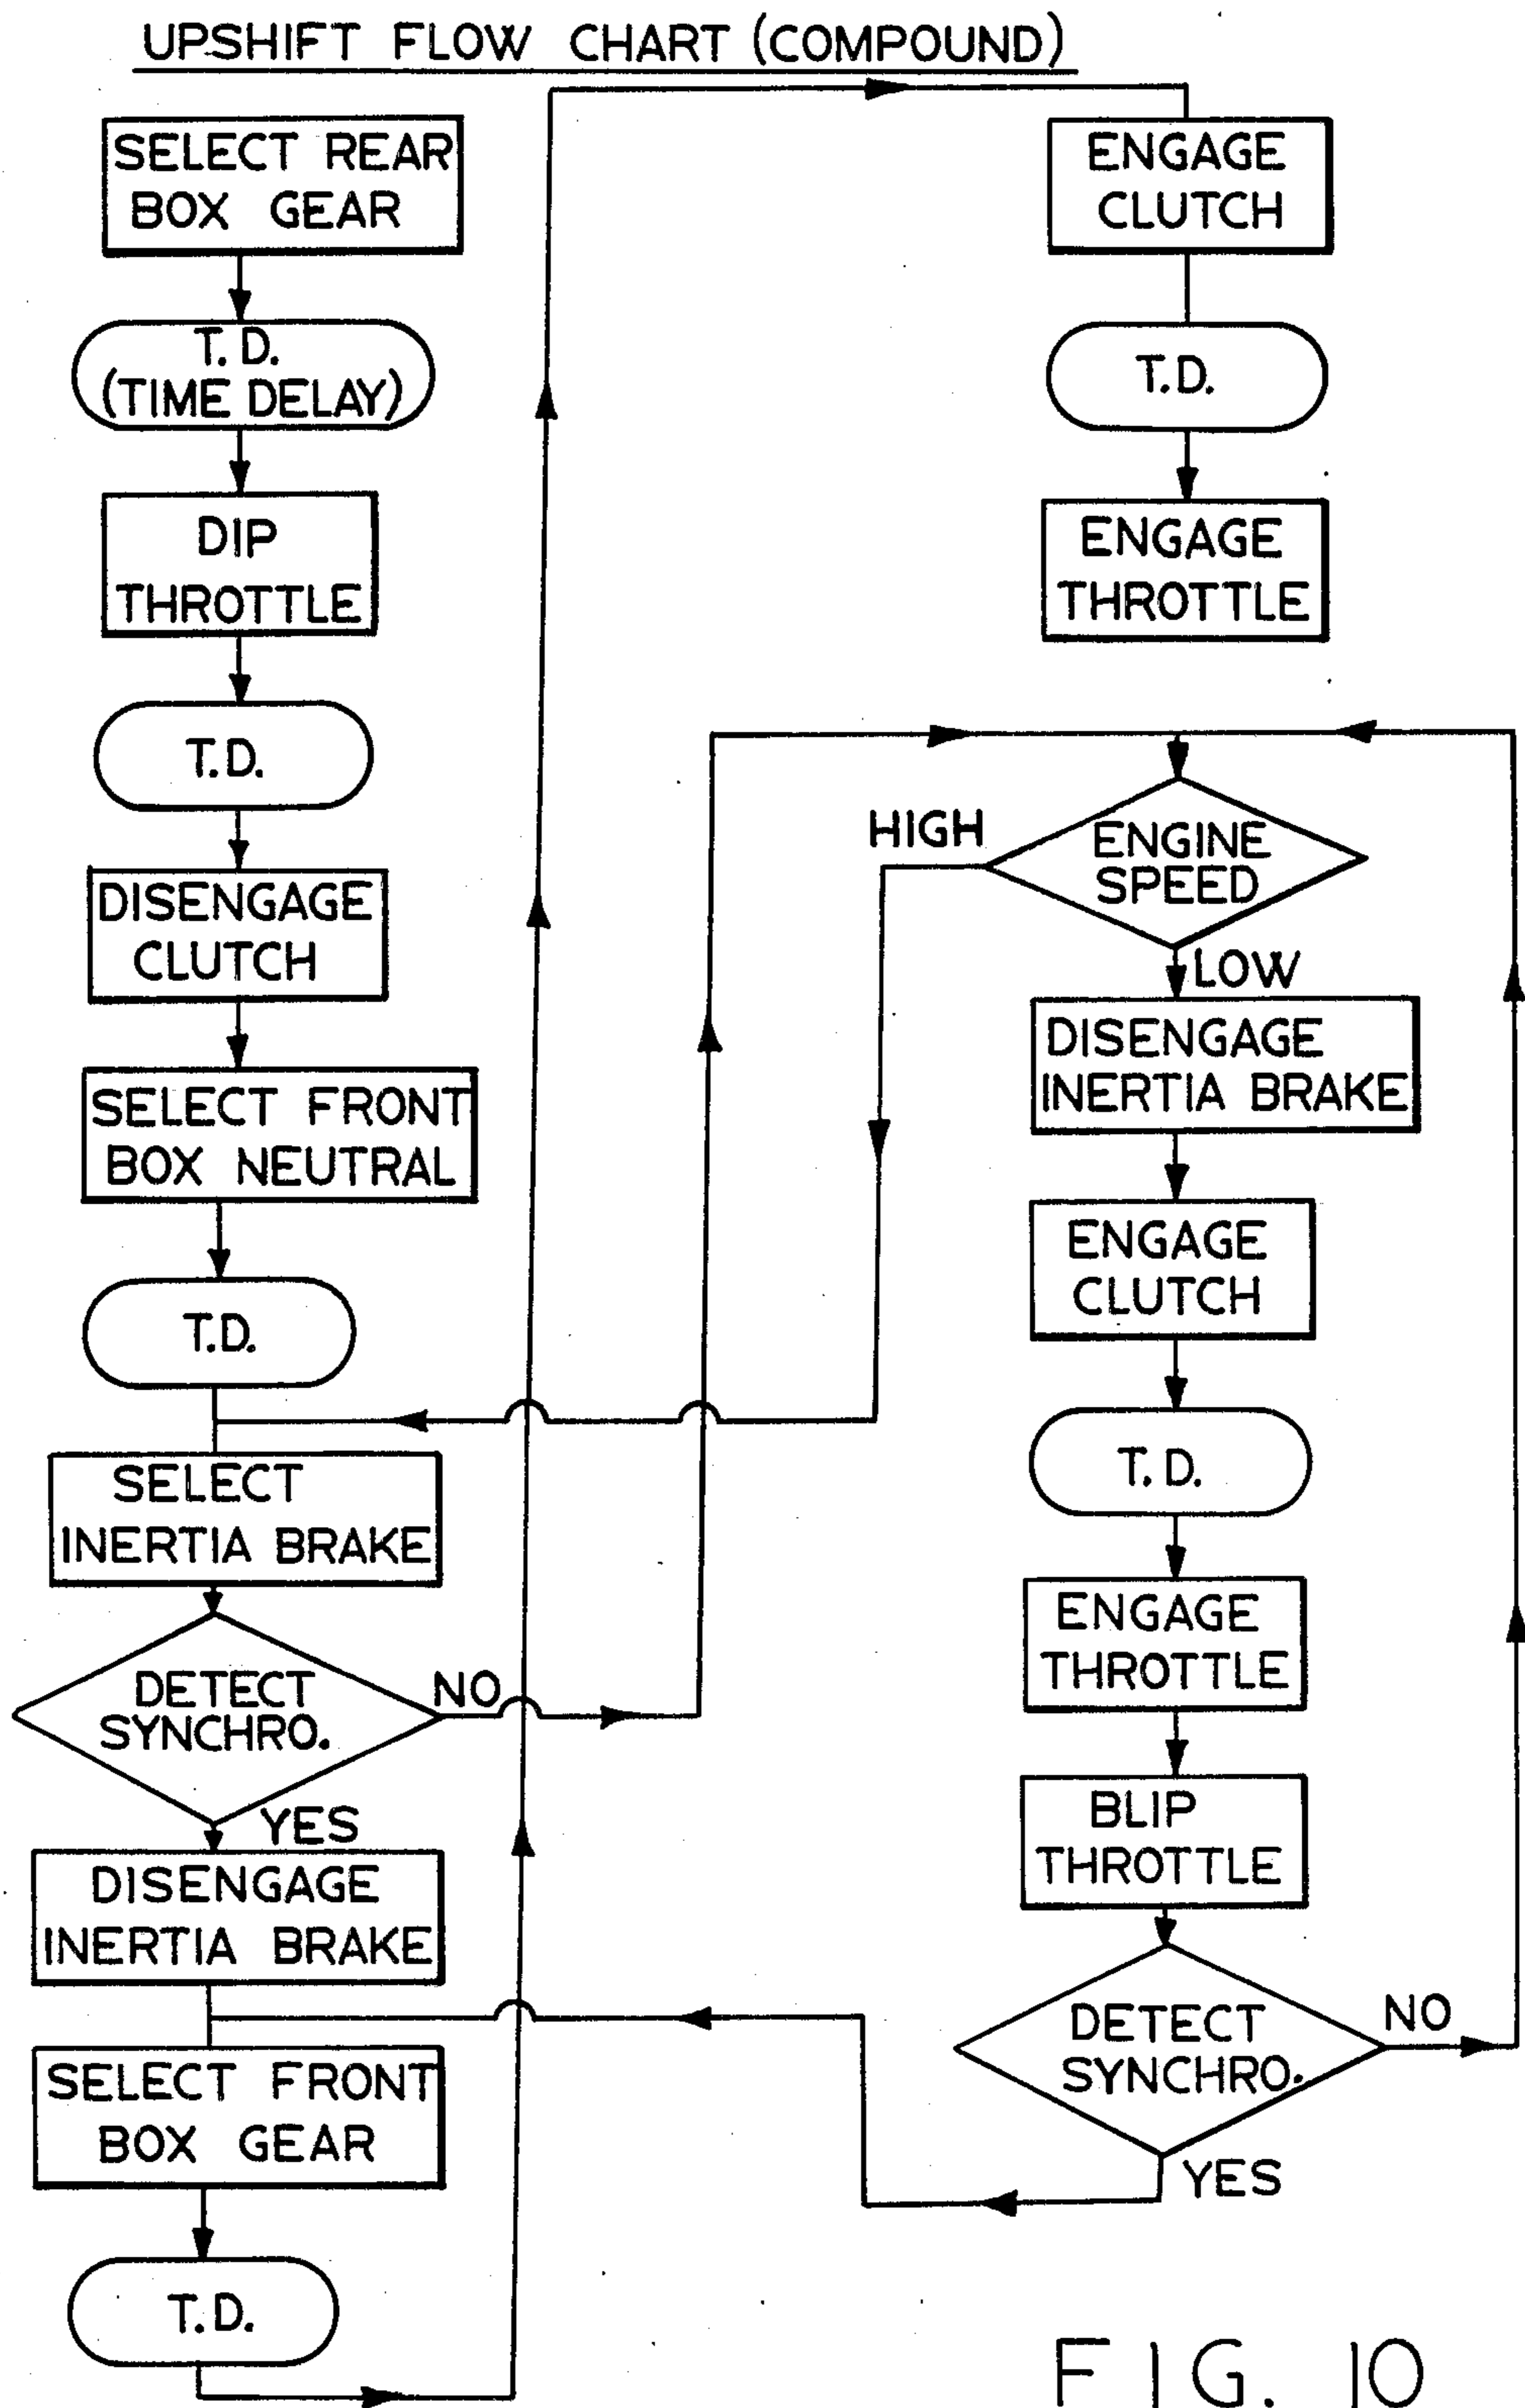 UPSHIFT FLOW CHART (COMPOUND)
SELECT REAR
BOX GEAR
T.D.
(TIME DELAY)
DIP
THROTTLE
T.D.
DISENGAGE
CLUTCH
SELECT FRONT
BOX NEUTRAL
T.D.
SELECT
INERTIA BRAKE
DETECT
SYNCHRO.
NO
YES
DISENGAGE
INERTIA BRAKE
SELECT FRONT
BOX GEAR
T.D.
ENGAGE
CLUTCH
T.D.
ENGAGE
THROTTLE
HIGH
ENGINE
SPEED
LOW
DISENGAGE
INERTIA BRAKE
ENGAGE
CLUTCH
T.D.
ENGAGE
THROTTLE
BLIP
THROTTLE
DETECT
SYNCHRO.
NO
YES
FIG. 10